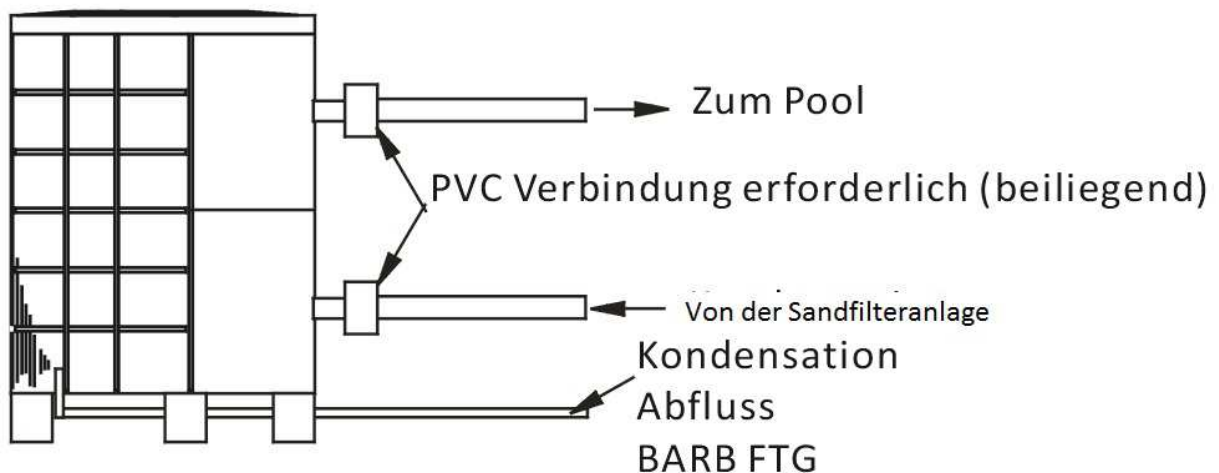 Zum Pool
PVC Verbindung erforderlich (beiliegend)
Von der Sandfilteranlage
Kondensation
Abfluss
BARB FTG